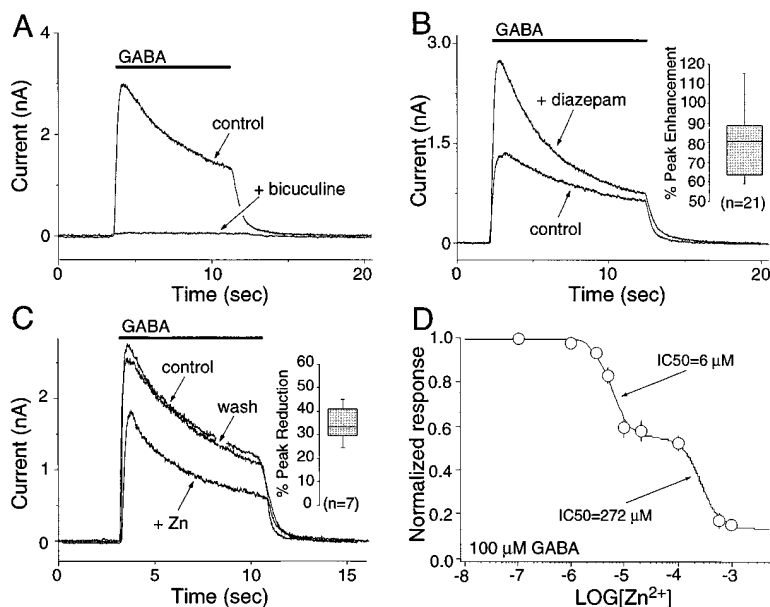 A
GABA
Current (nA)
4
2
0
control
+ bicuculine
0
10
20
Time (sec)
B
GABA
Current (nA)
3.0
1.5
0
+ diazepam
control
0
10
20
Time (sec)
% Peak Enhancement
120
110
100
90
80
70
60
50
(n=21)
C
GABA
Current (nA)
2
1
0
control
wash
+ Zn
0
5
10
15
Time (sec)
% Peak Reduction
60
50
40
30
20
10
0
(n=7)
D
Normalized response
1.0
0.8
0.6
0.4
0.2
0.0
IC50=6 µM
IC50=272 µM
100 µM GABA
-8
-7
-6
-5
-4
-3
-2
LOG[Zn²⁺]